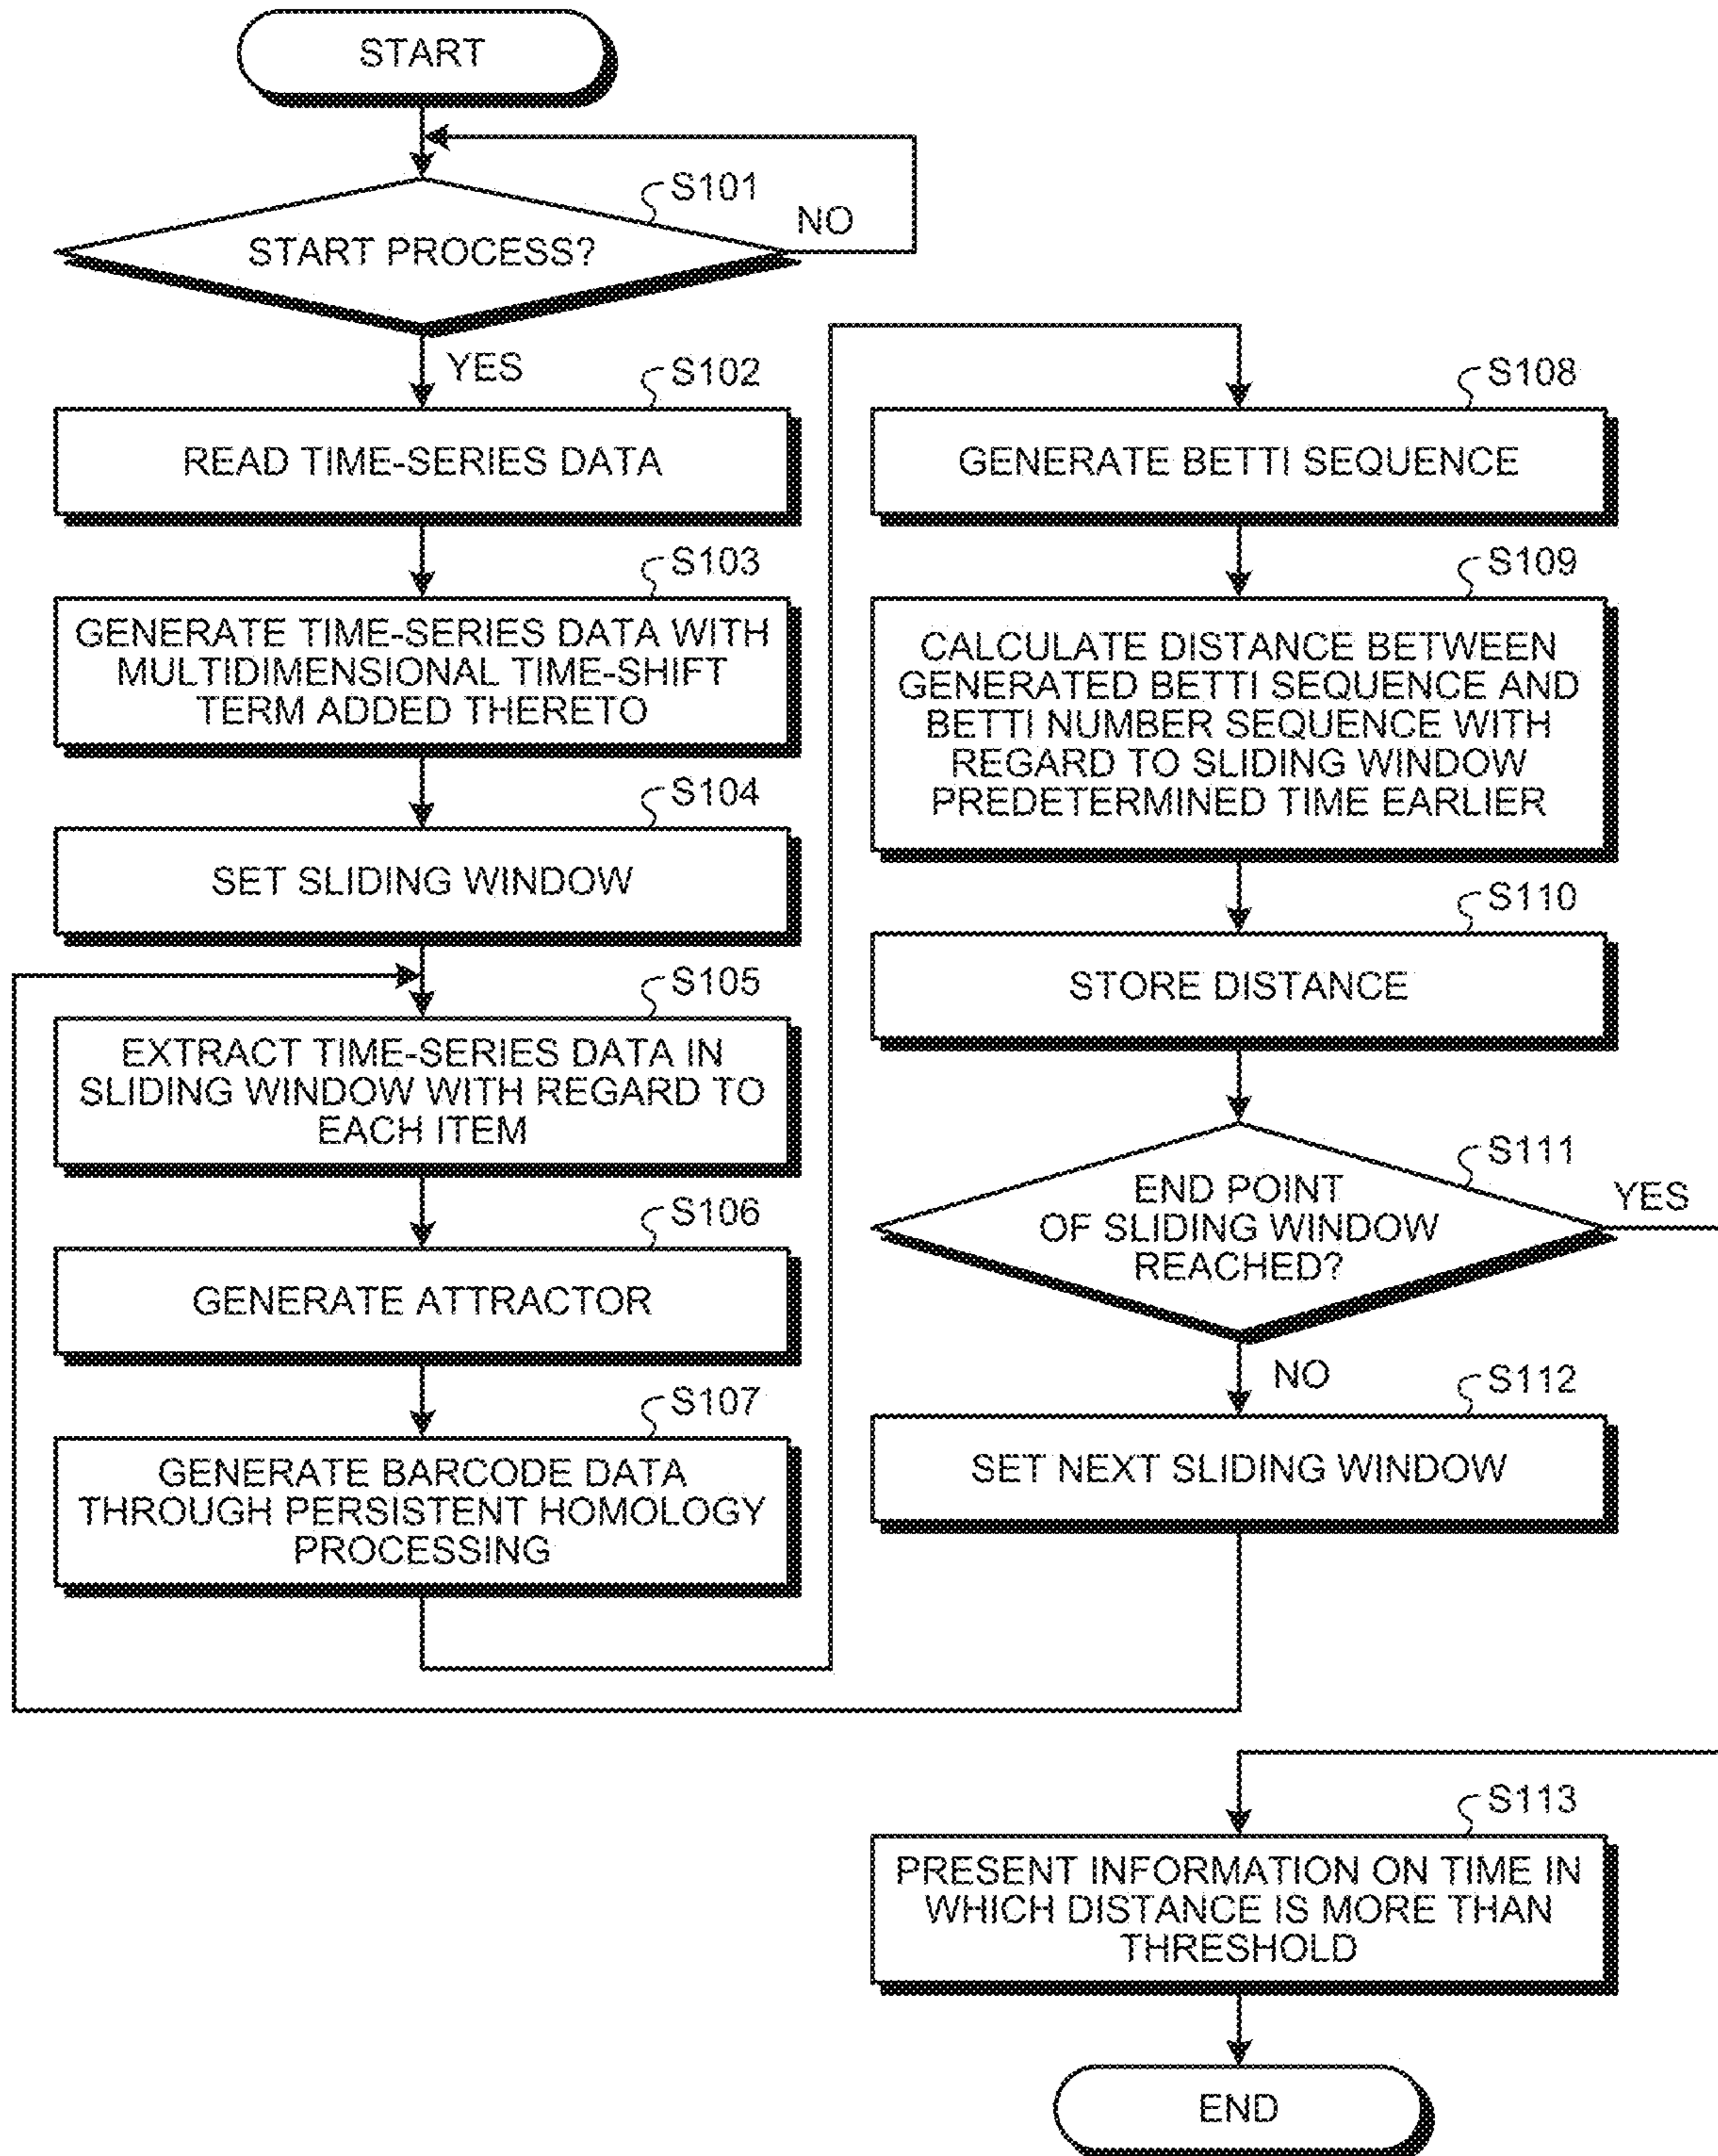 START
S101
NO
START PROCESS?
YES
S102
READ TIME-SERIES DATA
S103
GENERATE TIME-SERIES DATA WITH
MULTIDIMENSIONAL TIME-SHIFT
TERM ADDED THERETO
S104
SET SLIDING WINDOW
S105
EXTRACT TIME-SERIES DATA IN
SLIDING WINDOW WITH REGARD TO
EACH ITEM
S106
GENERATE ATTRACTOR
S107
GENERATE BARCODE DATA
THROUGH PERSISTENT HOMOLOGY
PROCESSING
S108
GENERATE BETTI SEQUENCE
S109
CALCULATE DISTANCE BETWEEN
GENERATED BETTI SEQUENCE AND
BETTI NUMBER SEQUENCE WITH
REGARD TO SLIDING WINDOW
PREDETERMINED TIME EARLIER
S110
STORE DISTANCE
S111
END POINT
OF SLIDING WINDOW
REACHED?
YES
NO
S112
SET NEXT SLIDING WINDOW
S113
PRESENT INFORMATION ON TIME IN
WHICH DISTANCE IS MORE THAN
THRESHOLD
END